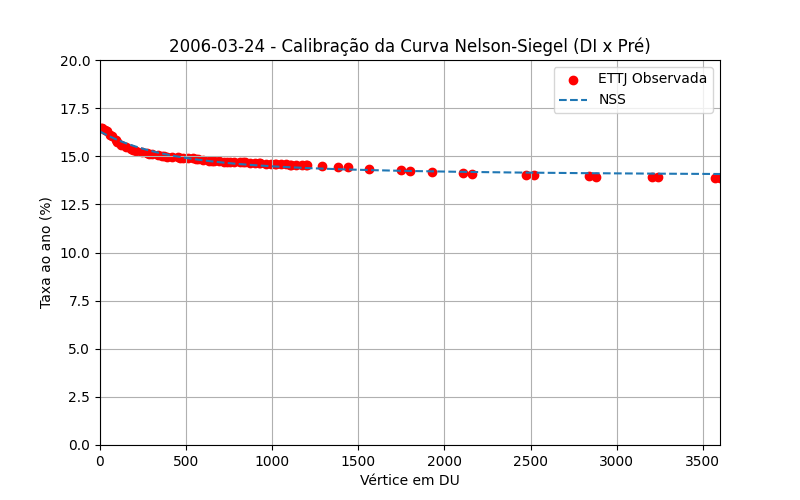 2006-03-24 - Calibração da Curva Nelson-Siegel (DI x Pré)
ETTJ Observada
NSS
Taxa ao ano (%)
20.0
17.5
15.0
12.5
10.0
7.5
5.0
2.5
0.0
0 500 1000 1500 2000 2500 3000 3500
Vértice em DU